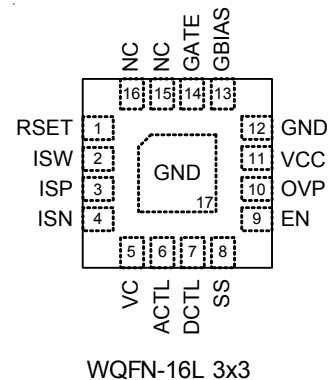 NC
NC
GATE
GBIAS
16 15 14 13
RSET 1 12 GND
ISW 2 11 VCC
ISP 3 GND 10 OVP
ISN 4 17 9 EN
5 6 7 8
VC
ACTL
DCTL
SS
WQFN-16L 3x3